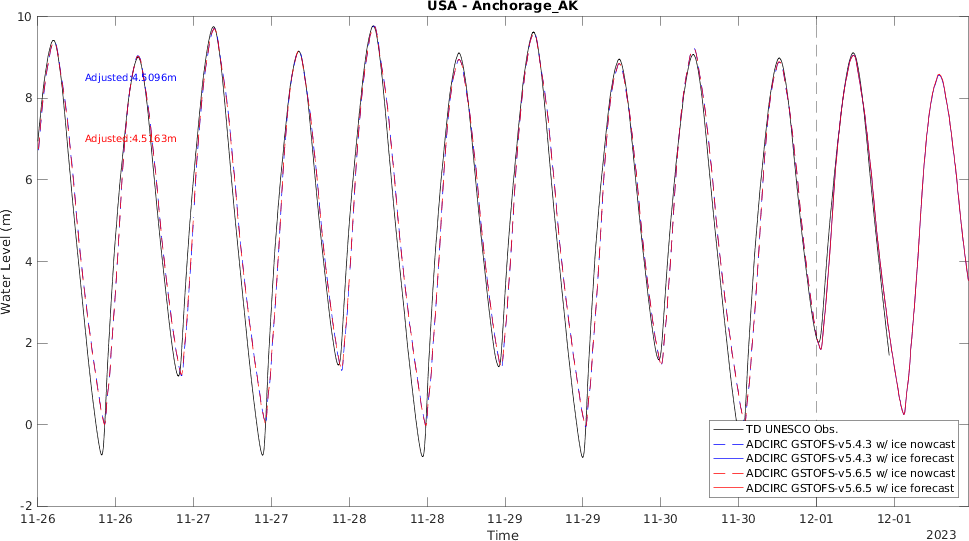 USA - Anchorage_AK
10
8
6
4
2
0
-2
Water Level (m)
Adjusted:4.5096m
Adjusted:4.5163m
TD UNESCO Obs.
ADCIRC GSTOFS-v5.4.3 w/ ice nowcast
ADCIRC GSTOFS-v5.4.3 w/ ice forecast
ADCIRC GSTOFS-v5.6.5 w/ ice nowcast
ADCIRC GSTOFS-v5.6.5 w/ ice forecast
11-26 11-26 11-27 11-27 11-28 11-28 11-29 11-29 11-30 11-30 12-01 12-01
Time
2023